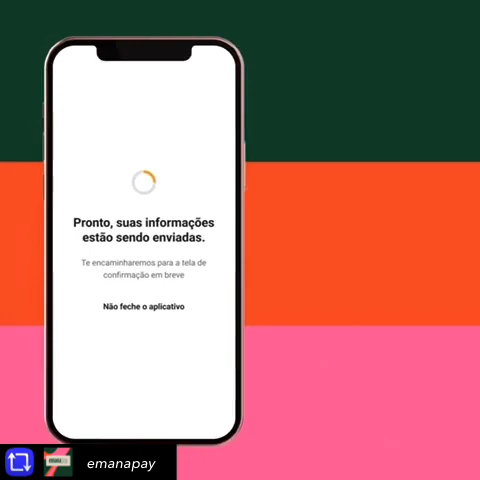 Pronto, suas informações
estão sendo enviadas.
Te encaminharemos para a tela de
confirmação em breve
Não feche o aplicativo
emanapay